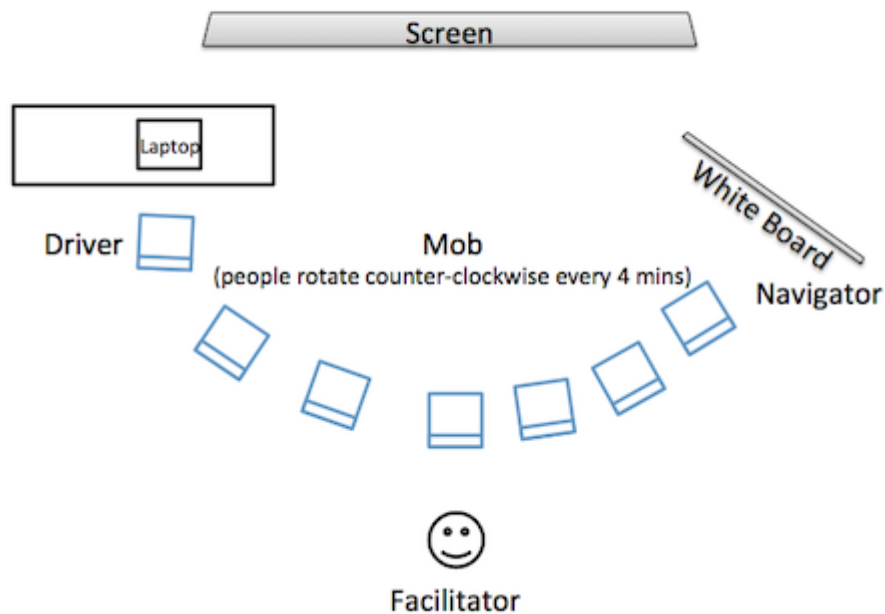 Screen
Laptop
White Board
Driver
Mob
(people rotate counter-clockwise every 4 mins)
Navigator
Facilitator